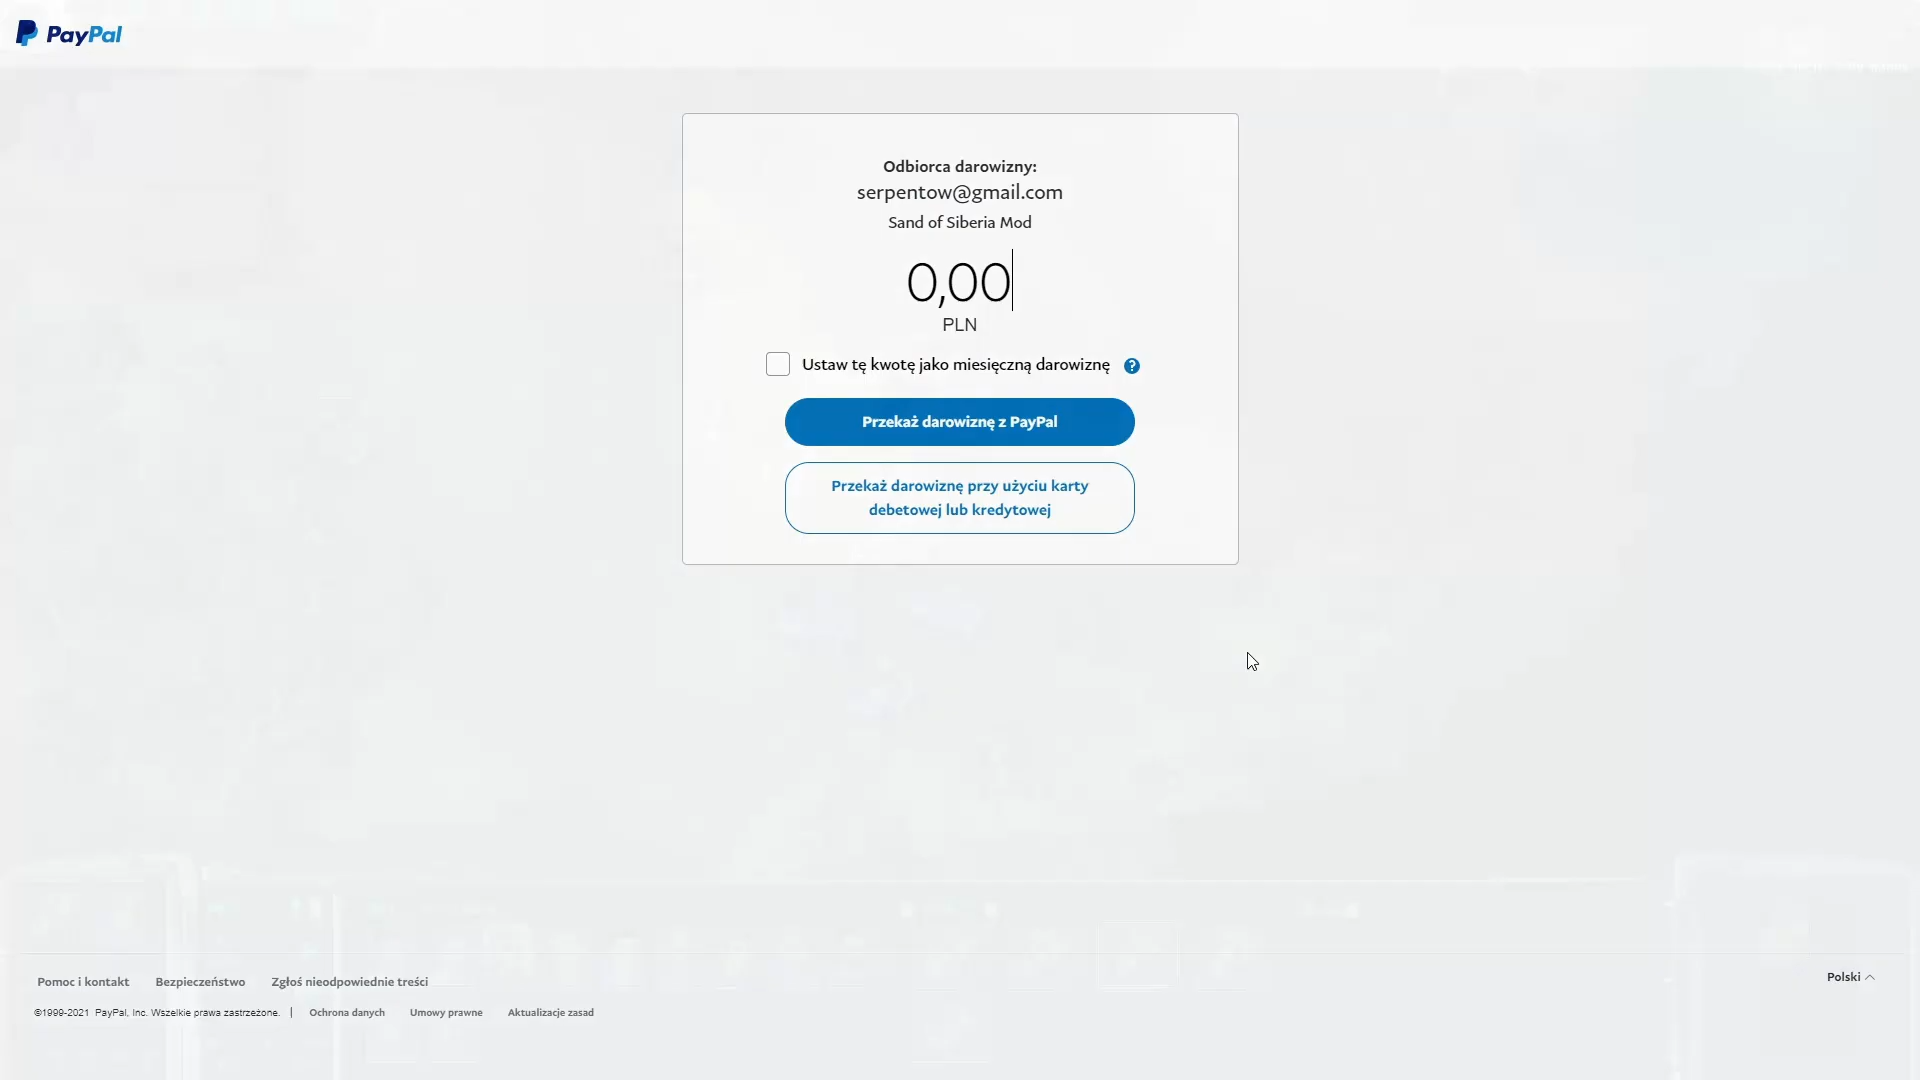 PayPal
Odbiorca darowizny:
serpentow@gmail.com
Sand of Siberia Mod
0,00
PLN
Ustaw tę kwotę jako miesięczną darowiznę ?
Przekaż darowiznę z PayPal
Przekaż darowiznę przy użyciu karty
debetowej lub kredytowej
Pomoc i kontakt Bezpieczeństwo Zgłoś nieodpowiednie treści
Polski
©1999-2021 PayPal, Inc. Wszelkie prawa zastrzeżone. | Ochrona danych Umowy prawne Aktualizacje zasad